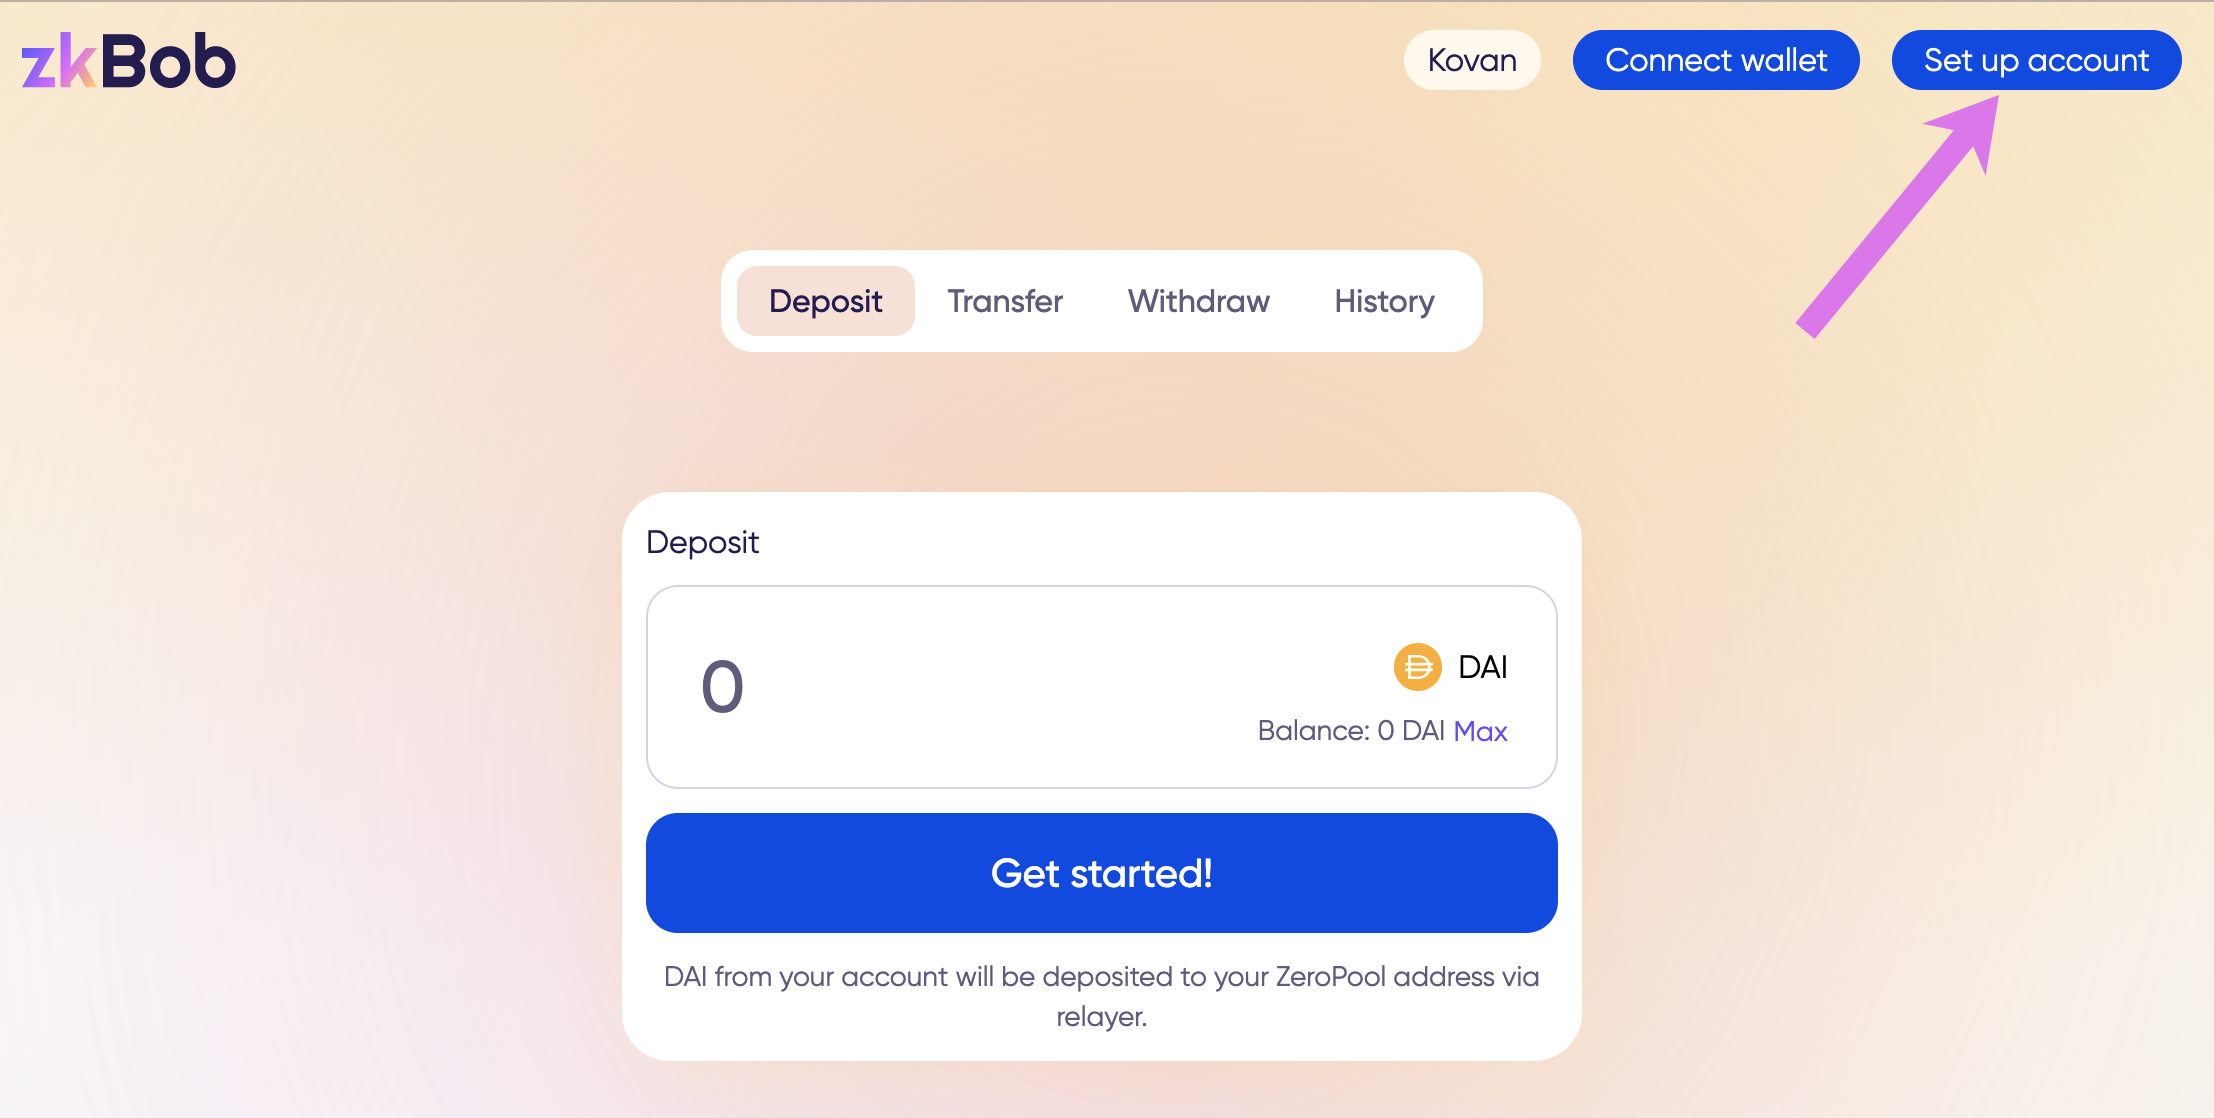 zkBob
Kovan
Connect wallet
Set up account
Deposit
Transfer
Withdraw
History
Deposit
0
DAI
Balance: 0 DAI Max
Get started!
DAI from your account will be deposited to your ZeroPool address via
relayer.